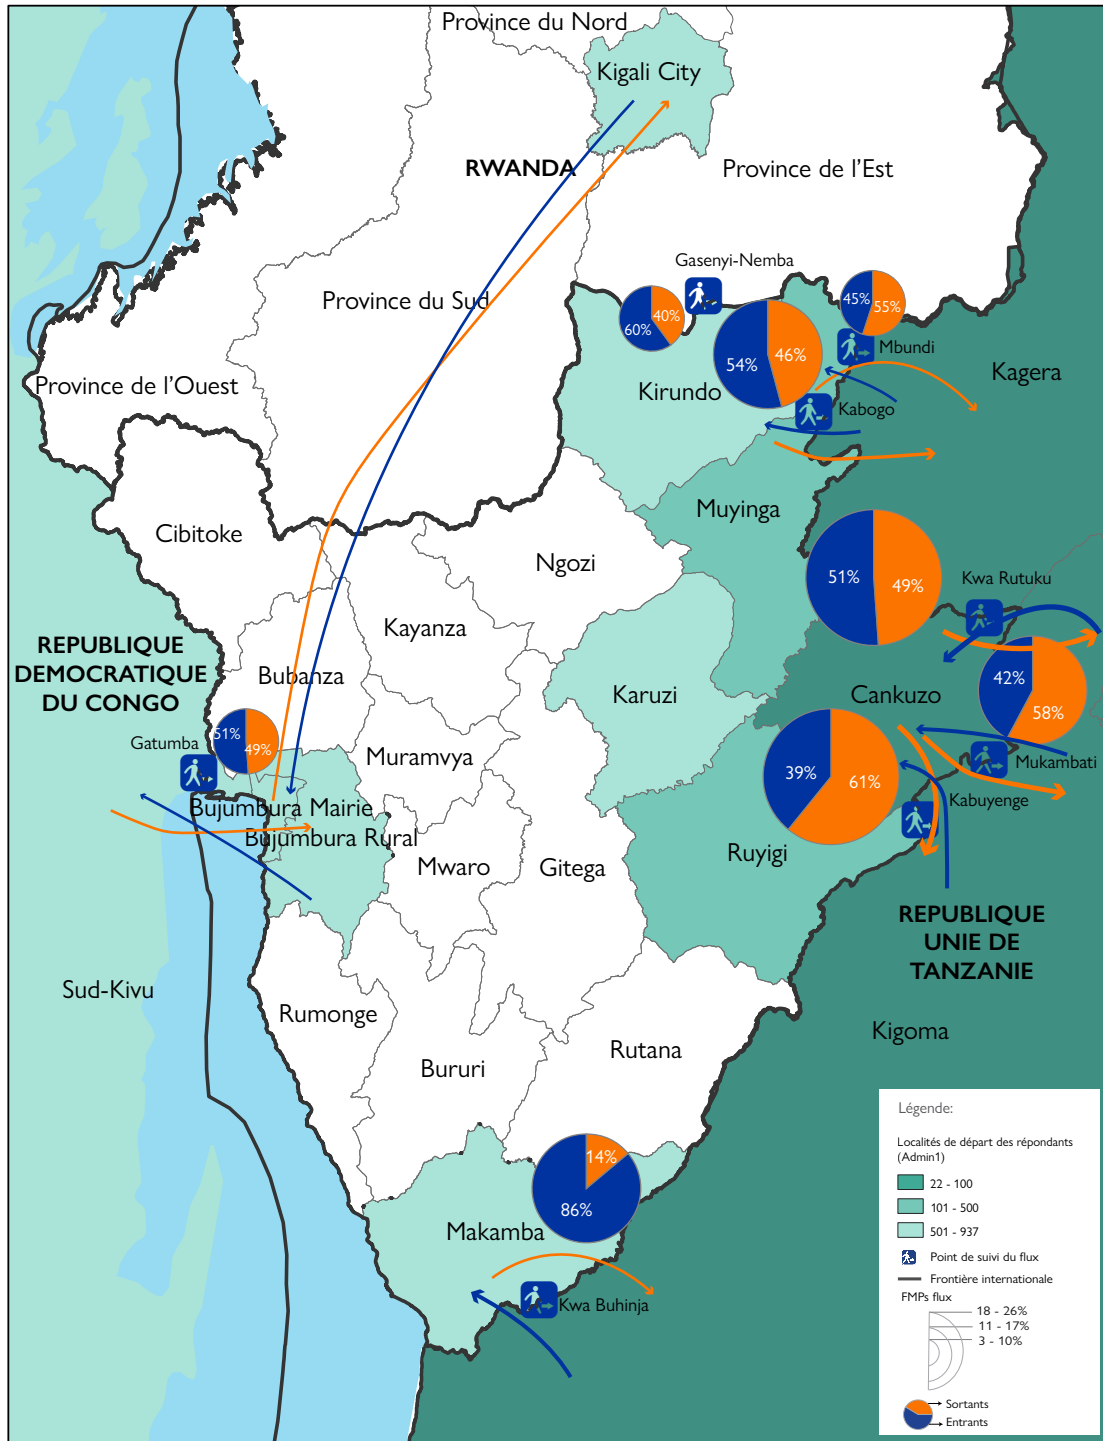 Province du Nord
Kigali City
RWANDA
Province de l'Est
Gasenyi-Nemba
Province du Sud
40%
60%
45%
55%
Mbundi
54%
46%
Kagera
Province de l'Ouest
Kirundo
Kabogo
Muyinga
Cibitoke
Ngozi
51%
49%
Kwa Rutuku
Kayanza
REPUBLIQUE
DEMOCRATIQUE
DU CONGO
Bubanza
Karuzi
Cankuzo
42%
58%
51%
49%
Gatumba
Muramvya
Mukambati
39%
61%
Kabuyenge
Bujumbura Mairie
Bujumbura Rural
Mwaro
Gitega
Ruyigi
REPUBLIQUE
UNIE DE
TANZANIE
Sud-Kivu
Rumonge
Kigoma
Rutana
Bururi
14%
86%
Makamba
Kwa Buhinja
Légende:
Localités de départ des répondants
(Admin1)
22 - 100
101 - 500
501 - 937
Point de suivi du flux
Frontière internationale
FMPs flux
18 - 26%
11 - 17%
3 - 10%
Sortants
Entrants